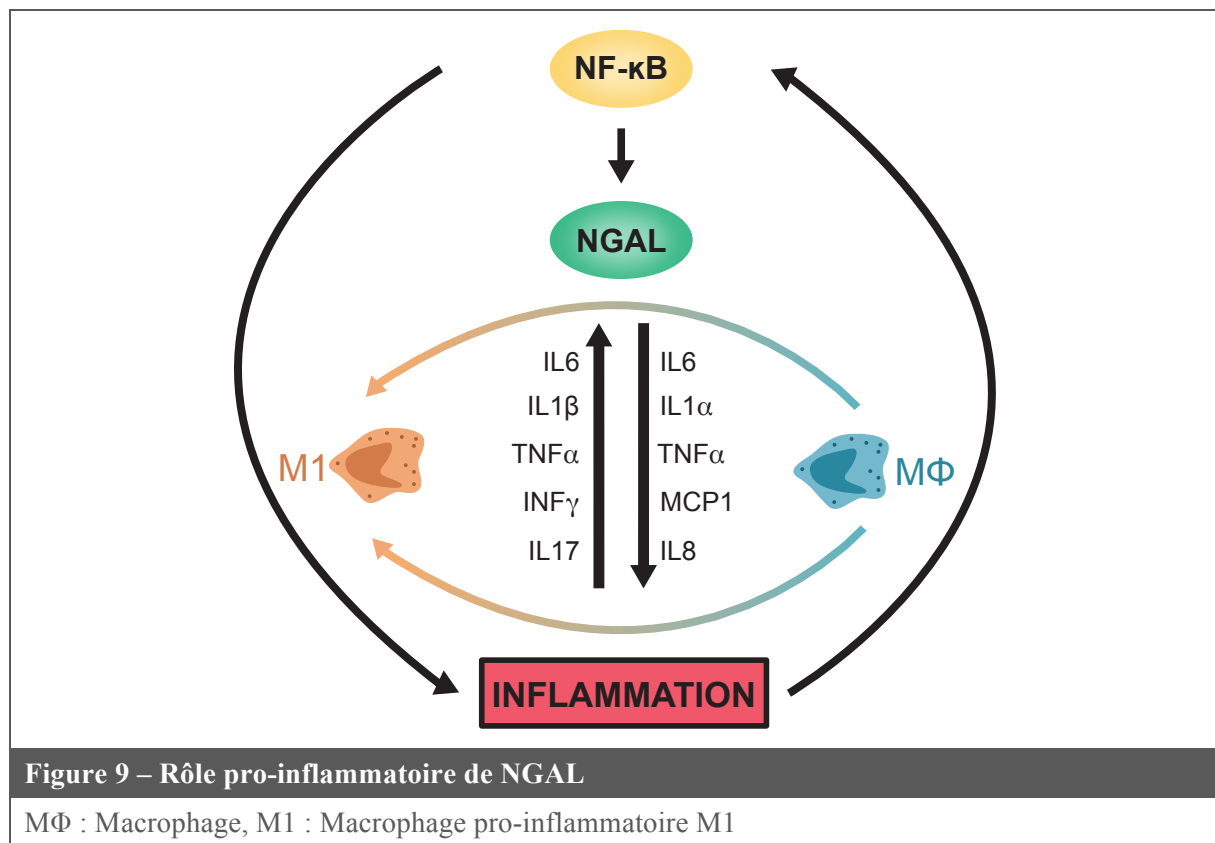 NF-κB
NGAL
IL6 IL6
IL1β IL1α
TNFα TNFα
M1 INFγ MCP1 MΦ
IL17 IL8
INFLAMMATION
Figure 9 – Rôle pro-inflammatoire de NGAL
MΦ : Macrophage, M1 : Macrophage pro-inflammatoire M1